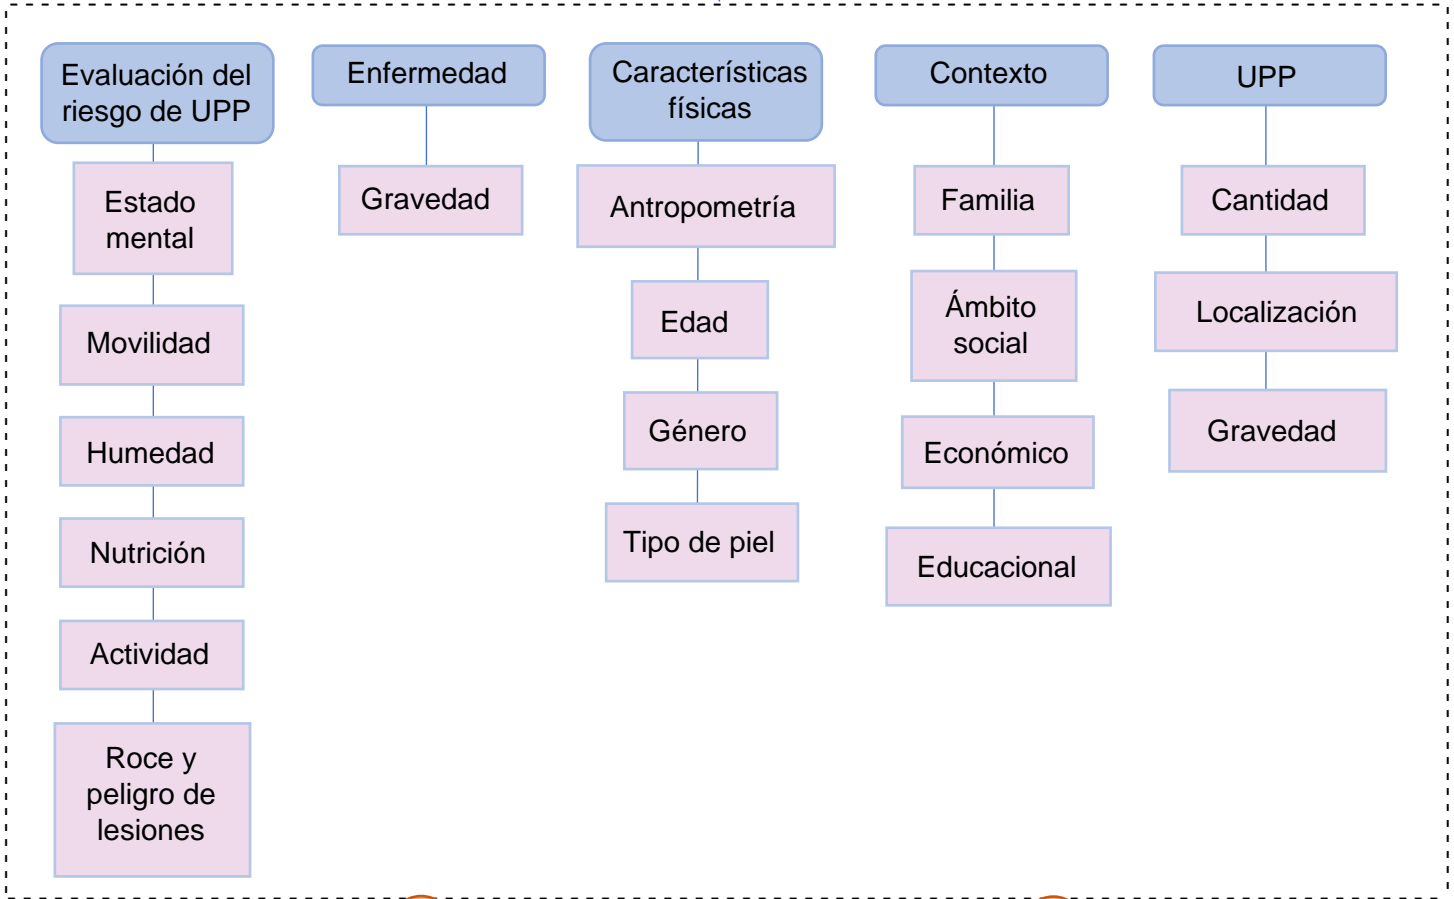 Evaluación del
riesgo de UPP
Estado
mental
Movilidad
Humedad
Nutrición
Actividad
Roce y
peligro de
lesiones
Enfermedad
Gravedad
Características
físicas
Antropometría
Edad
Género
Tipo de piel
Contexto
Familia
Ámbito
social
Económico
Educacional
UPP
Cantidad
Localización
Gravedad